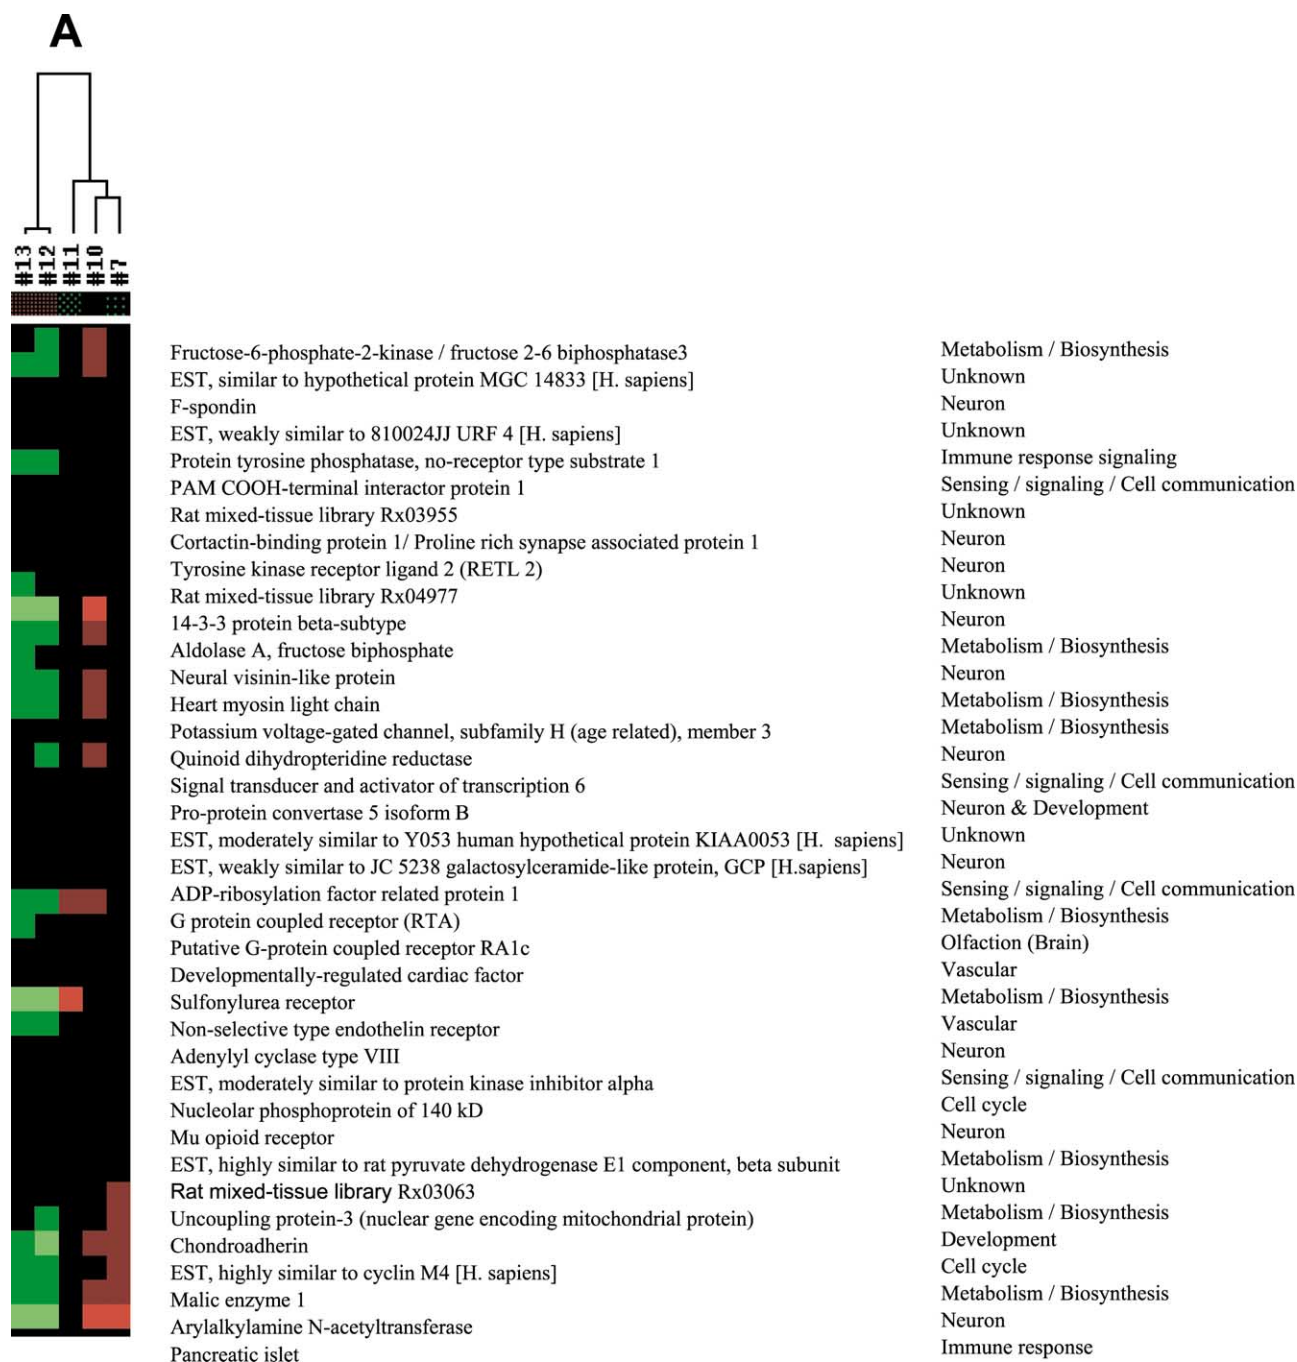 A
#13 #12 #11 #10 #7
Fructose-6-phosphate-2-kinase / fructose 2-6 biphosphatase3 Metabolism / Biosynthesis
EST, similar to hypothetical protein MGC 14833 [H. sapiens] Unknown
F-spondin Neuron
EST, weakly similar to 810024JJ URF 4 [H. sapiens] Unknown
Protein tyrosine phosphatase, no-receptor type substrate 1 Immune response signaling
PAM COOH-terminal interactor protein 1 Sensing / signaling / Cell communication
Rat mixed-tissue library Rx03955 Unknown
Cortactin-binding protein 1/ Proline rich synapse associated protein 1 Neuron
Tyrosine kinase receptor ligand 2 (RETL 2) Neuron
Rat mixed-tissue library Rx04977 Unknown
14-3-3 protein beta-subtype Neuron
Aldolase A, fructose biphosphate Metabolism / Biosynthesis
Neural visinin-like protein Neuron
Heart myosin light chain Metabolism / Biosynthesis
Potassium voltage-gated channel, subfamily H (age related), member 3 Metabolism / Biosynthesis
Quinoid dihydropteridine reductase Neuron
Signal transducer and activator of transcription 6 Sensing / signaling / Cell communication
Pro-protein convertase 5 isoform B Neuron & Development
EST, moderately similar to Y053 human hypothetical protein KIAA0053 [H. sapiens] Unknown
EST, weakly similar to JC 5238 galactosylceramide-like protein, GCP [H.sapiens] Neuron
ADP-ribosylation factor related protein 1 Sensing / signaling / Cell communication
G protein coupled receptor (RTA) Metabolism / Biosynthesis
Putative G-protein coupled receptor RA1c Olfaction (Brain)
Developmentally-regulated cardiac factor Vascular
Sulfonylurea receptor Metabolism / Biosynthesis
Non-selective type endothelin receptor Vascular
Adenylyl cyclase type VIII Neuron
EST, moderately similar to protein kinase inhibitor alpha Sensing / signaling / Cell communication
Nucleolar phosphoprotein of 140 kD Cell cycle
Mu opioid receptor Neuron
EST, highly similar to rat pyruvate dehydrogenase E1 component, beta subunit Metabolism / Biosynthesis
Rat mixed-tissue library Rx03063 Unknown
Uncoupling protein-3 (nuclear gene encoding mitochondrial protein) Metabolism / Biosynthesis
Chondroadherin Development
EST, highly similar to cyclin M4 [H. sapiens] Cell cycle
Malic enzyme 1 Metabolism / Biosynthesis
Arylalkylamine N-acetyltransferase Neuron
Pancreatic islet Immune response